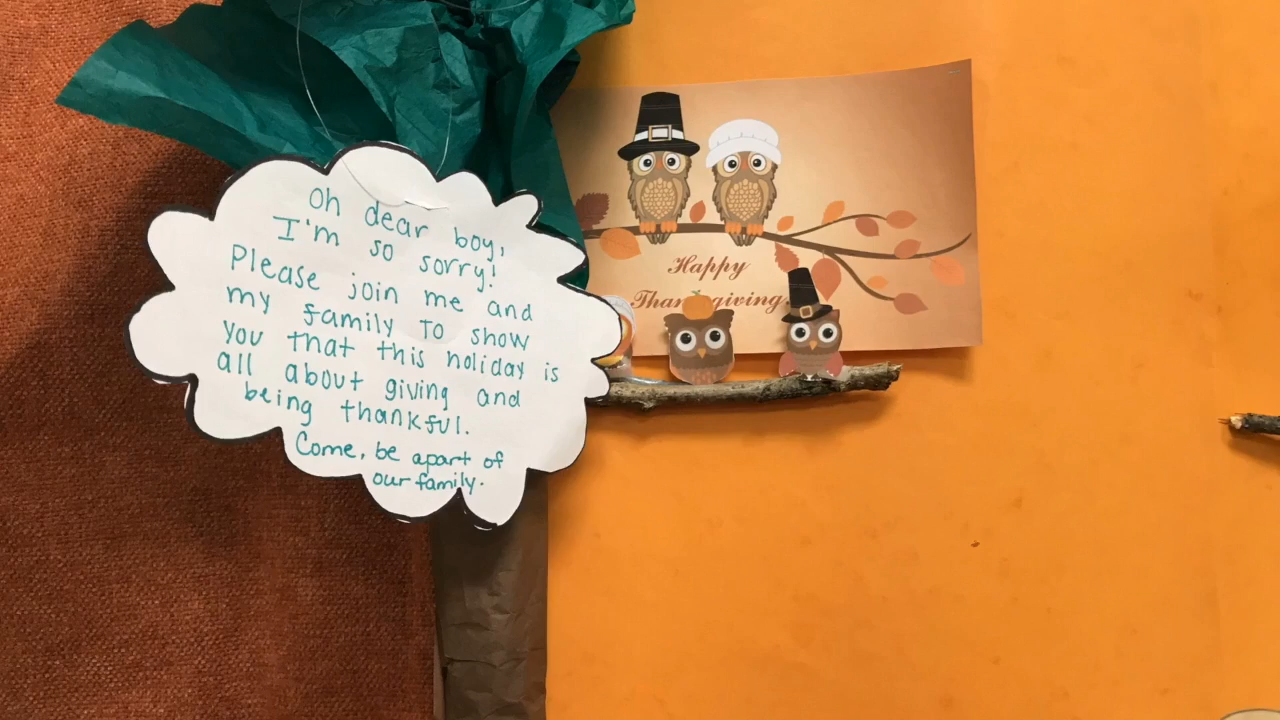 Oh dear boy,
I'm so sorry!
Please join me and
my family to show
you that this holiday is
all about giving and
being thankful.
Come, be apart of
our family.
Happy
Thanksgiving